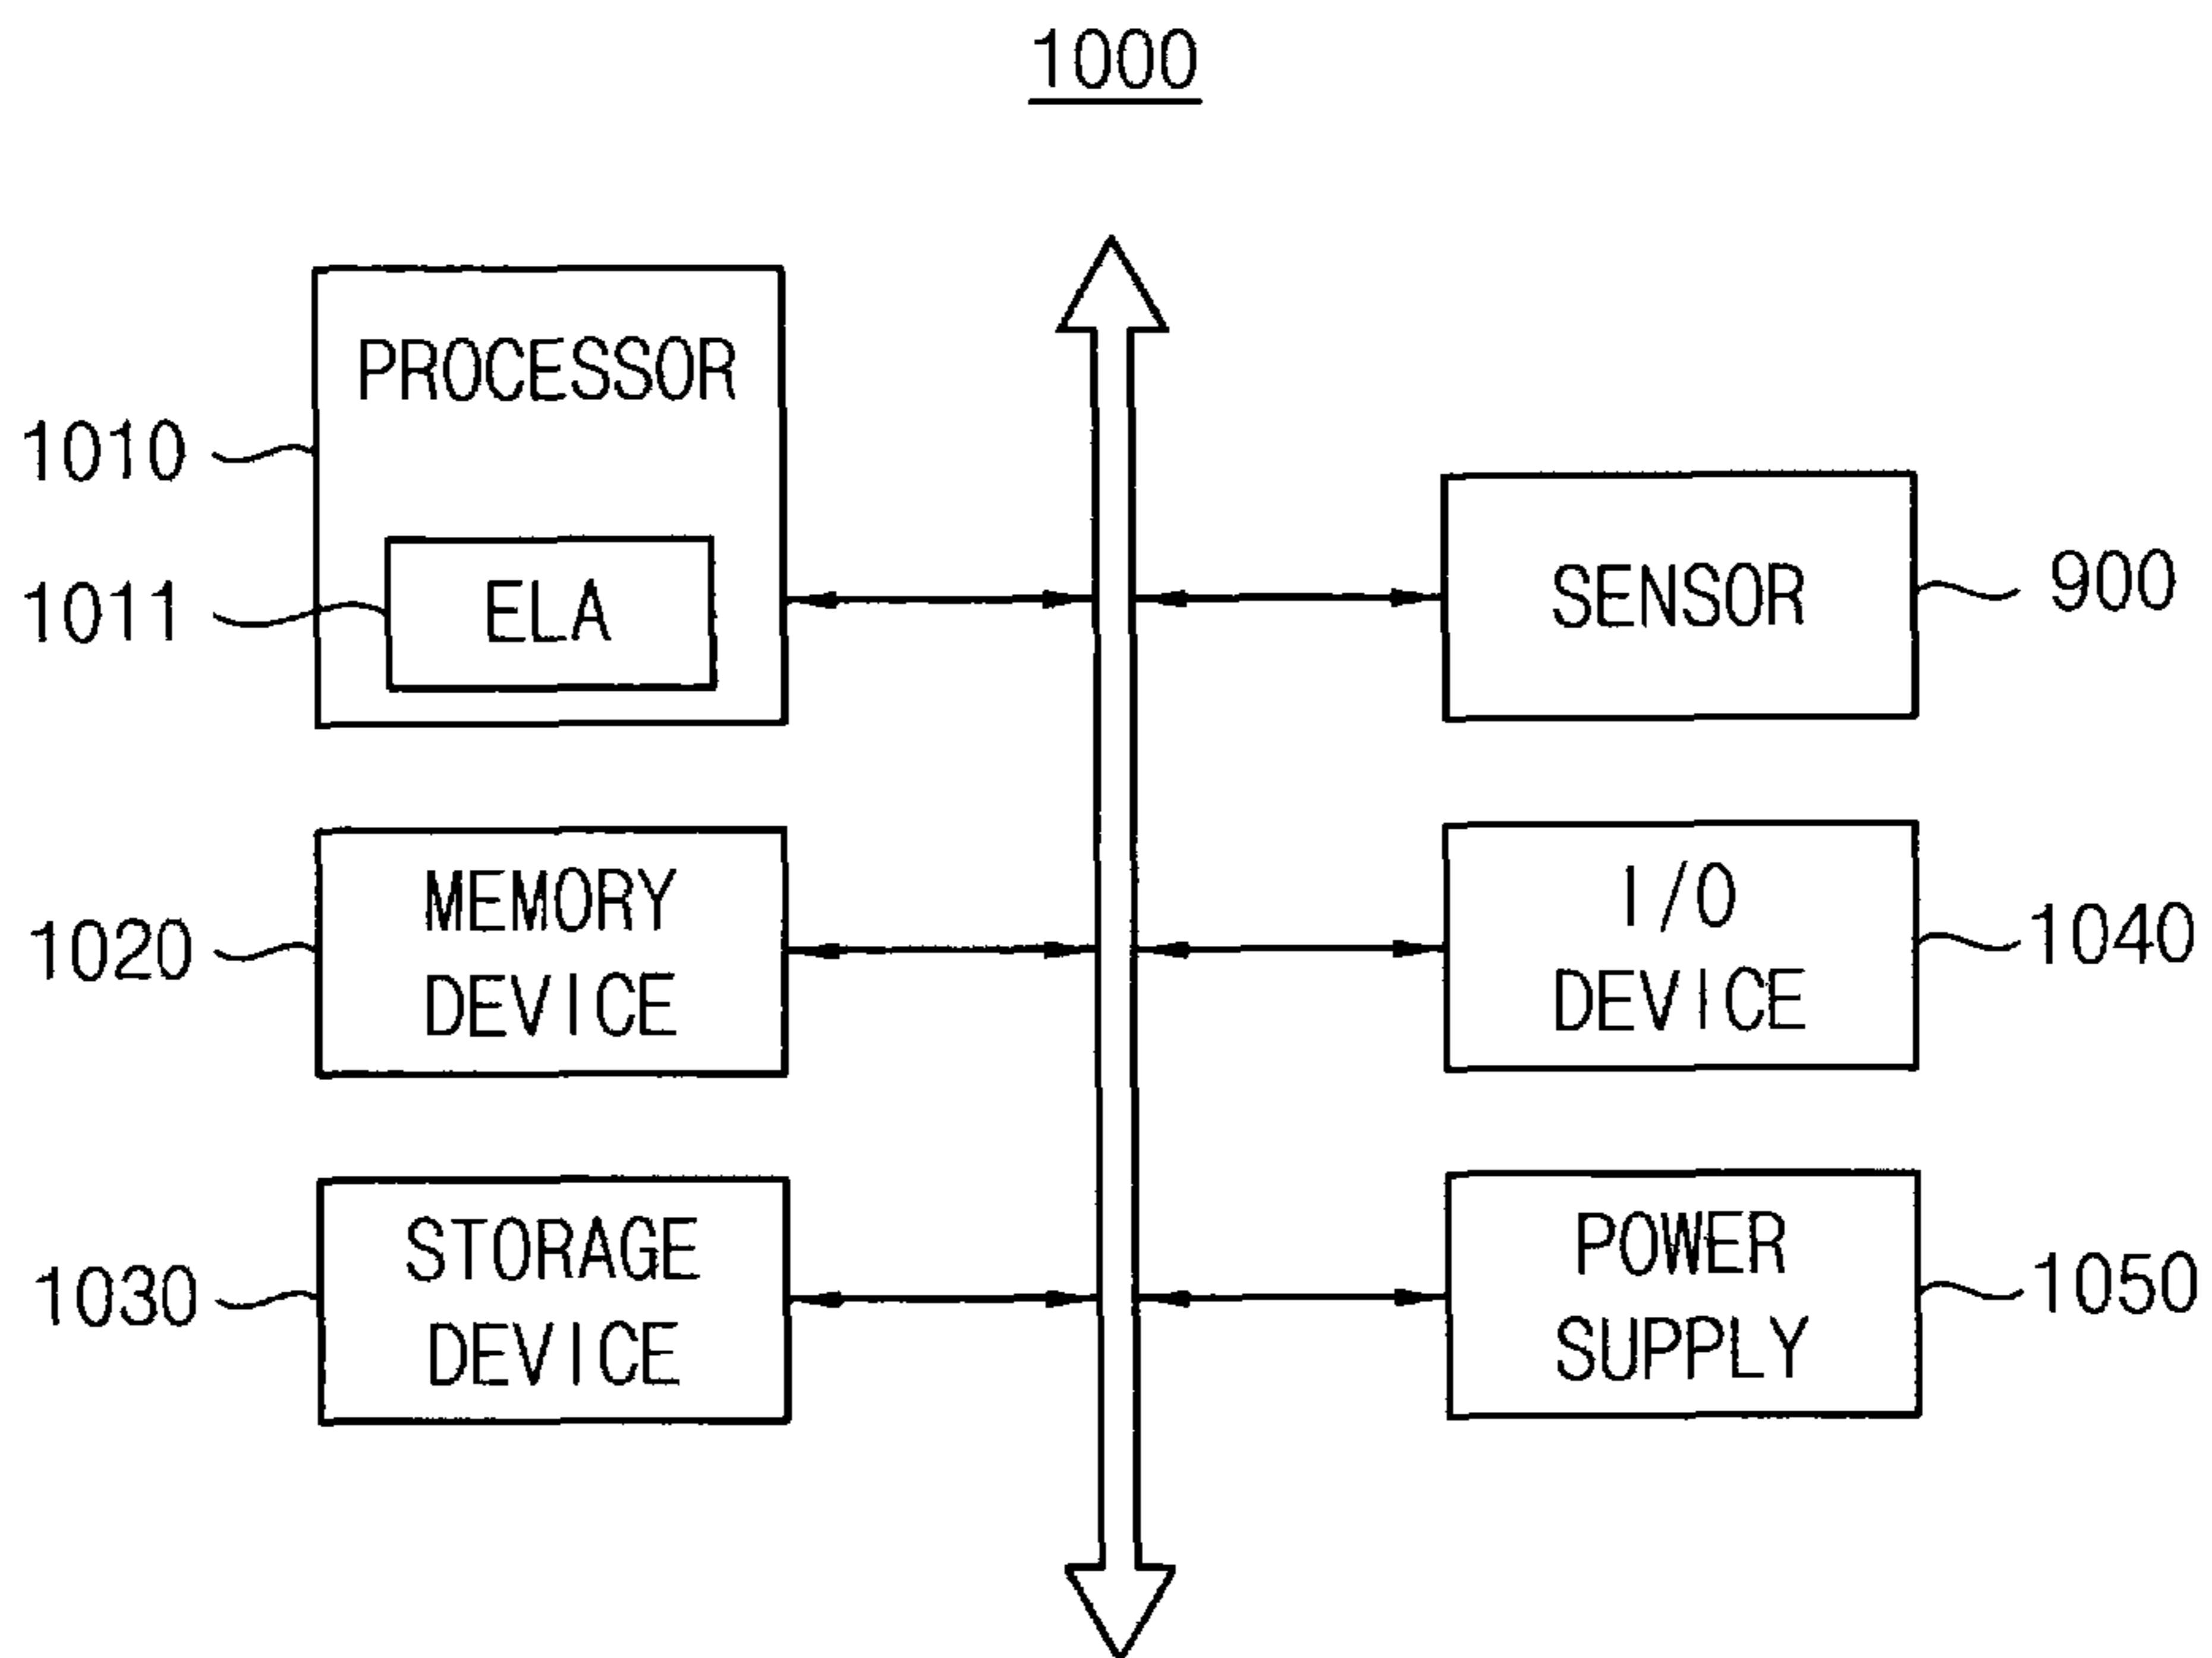 1000
PROCESSOR
1010
1011
ELA
SENSOR
900
MEMORY
DEVICE
1020
I/O
DEVICE
1040
STORAGE
DEVICE
1030
POWER
SUPPLY
1050